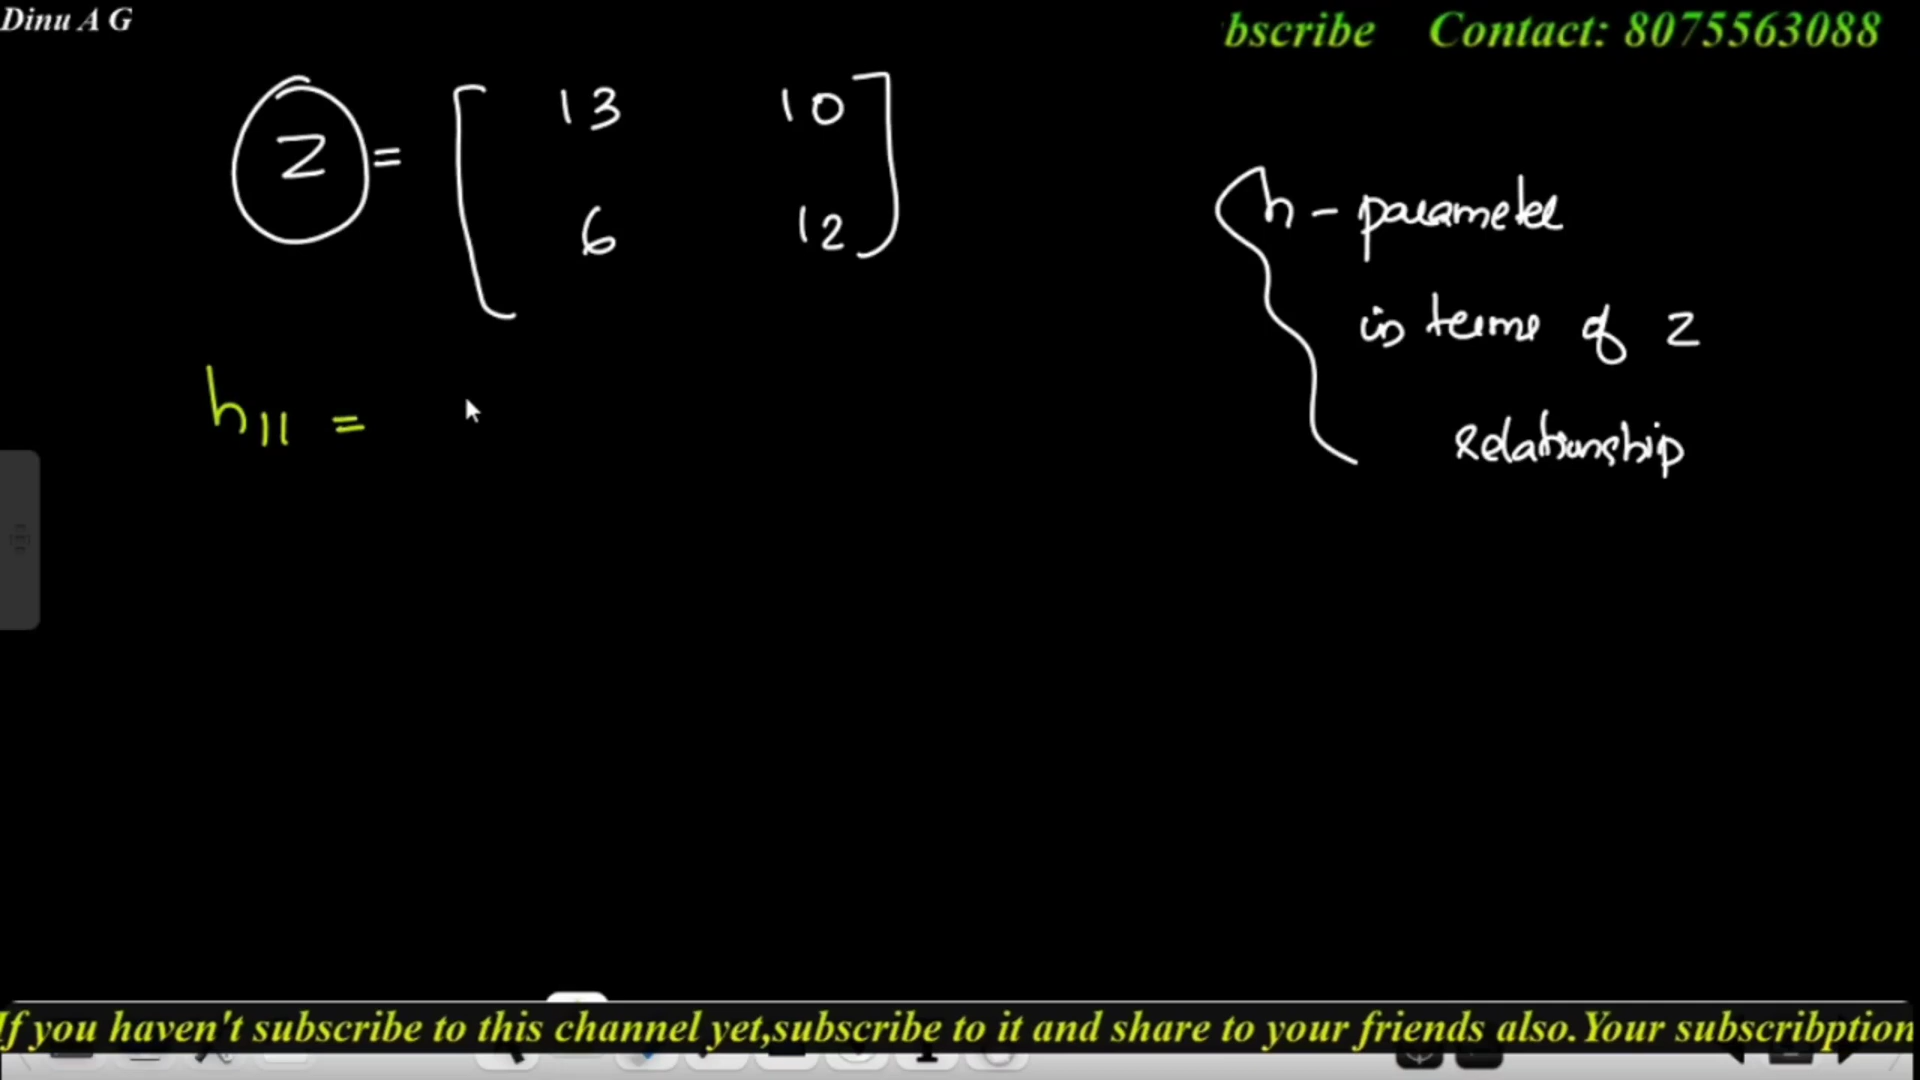 Dinu A G
bscribe Contact: 8075563088
Z = [ 13 10
6 12 ]
h - parameter
in terms of Z
relationship
h11 =
If you haven't subscribe to this channel yet,subscribe to it and share to your friends also.Your subscribption